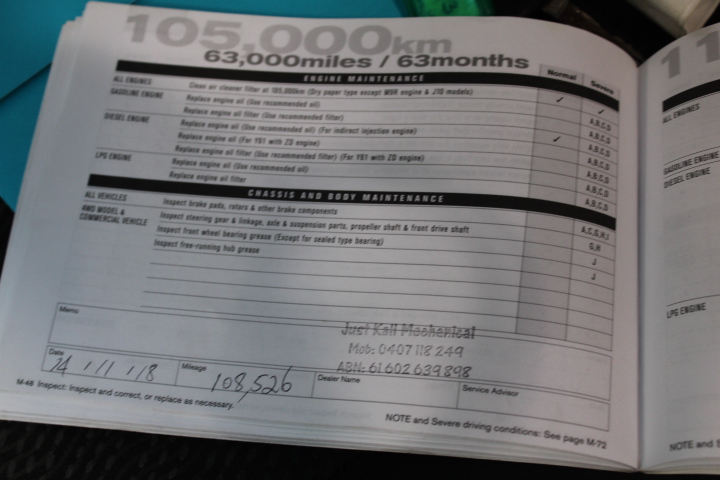 105,000km
63,000miles / 63months
ENGINE MAINTENANCE Normal Severe
ALL ENGINES Clean air cleaner filter at 105,000km (Dry paper type except M9R engine & J10 models) ✓ ✓
GASOLINE ENGINE Replace engine oil (Use recommended oil) A,B,C,D
Replace engine oil filter (Use recommended filter) A,B,C,D
DIESEL ENGINE Replace engine oil (Use recommended oil) (For indirect injection engine) A,B,C,D
Replace engine oil (For Y61 with ZD engine) ✓ A,B,C,D
Replace engine oil filter (Use recommended filter) (For Y61 with ZD engine) A,B,C,D
LPG ENGINE Replace engine oil (Use recommended oil) A,B,C,D
Replace engine oil filter A,B,C,D
CHASSIS AND BODY MAINTENANCE
ALL VEHICLES Inspect brake pads, rotors & other brake components A,C,G,H,I
4WD MODEL & COMMERCIAL VEHICLE Inspect steering gear & linkage, axle & suspension parts, propeller shaft & front drive shaft G,H
Inspect front wheel bearing grease (Except for sealed type bearing) J
Inspect free-running hub grease J
Memo
Just Kall Mechanical
Mob: 0407 118 249
ABN: 61 602 639 898
Date 24 / 1 / 18
Mileage 108,526
Dealer Name
Service Advisor
M-48 Inspect: Inspect and correct, or replace as necessary.
NOTE and Severe driving conditions: See page M-72
11
ALL ENGINES
GASOLINE ENGINE
DIESEL ENGINE
LPG ENGINE
NOTE and S